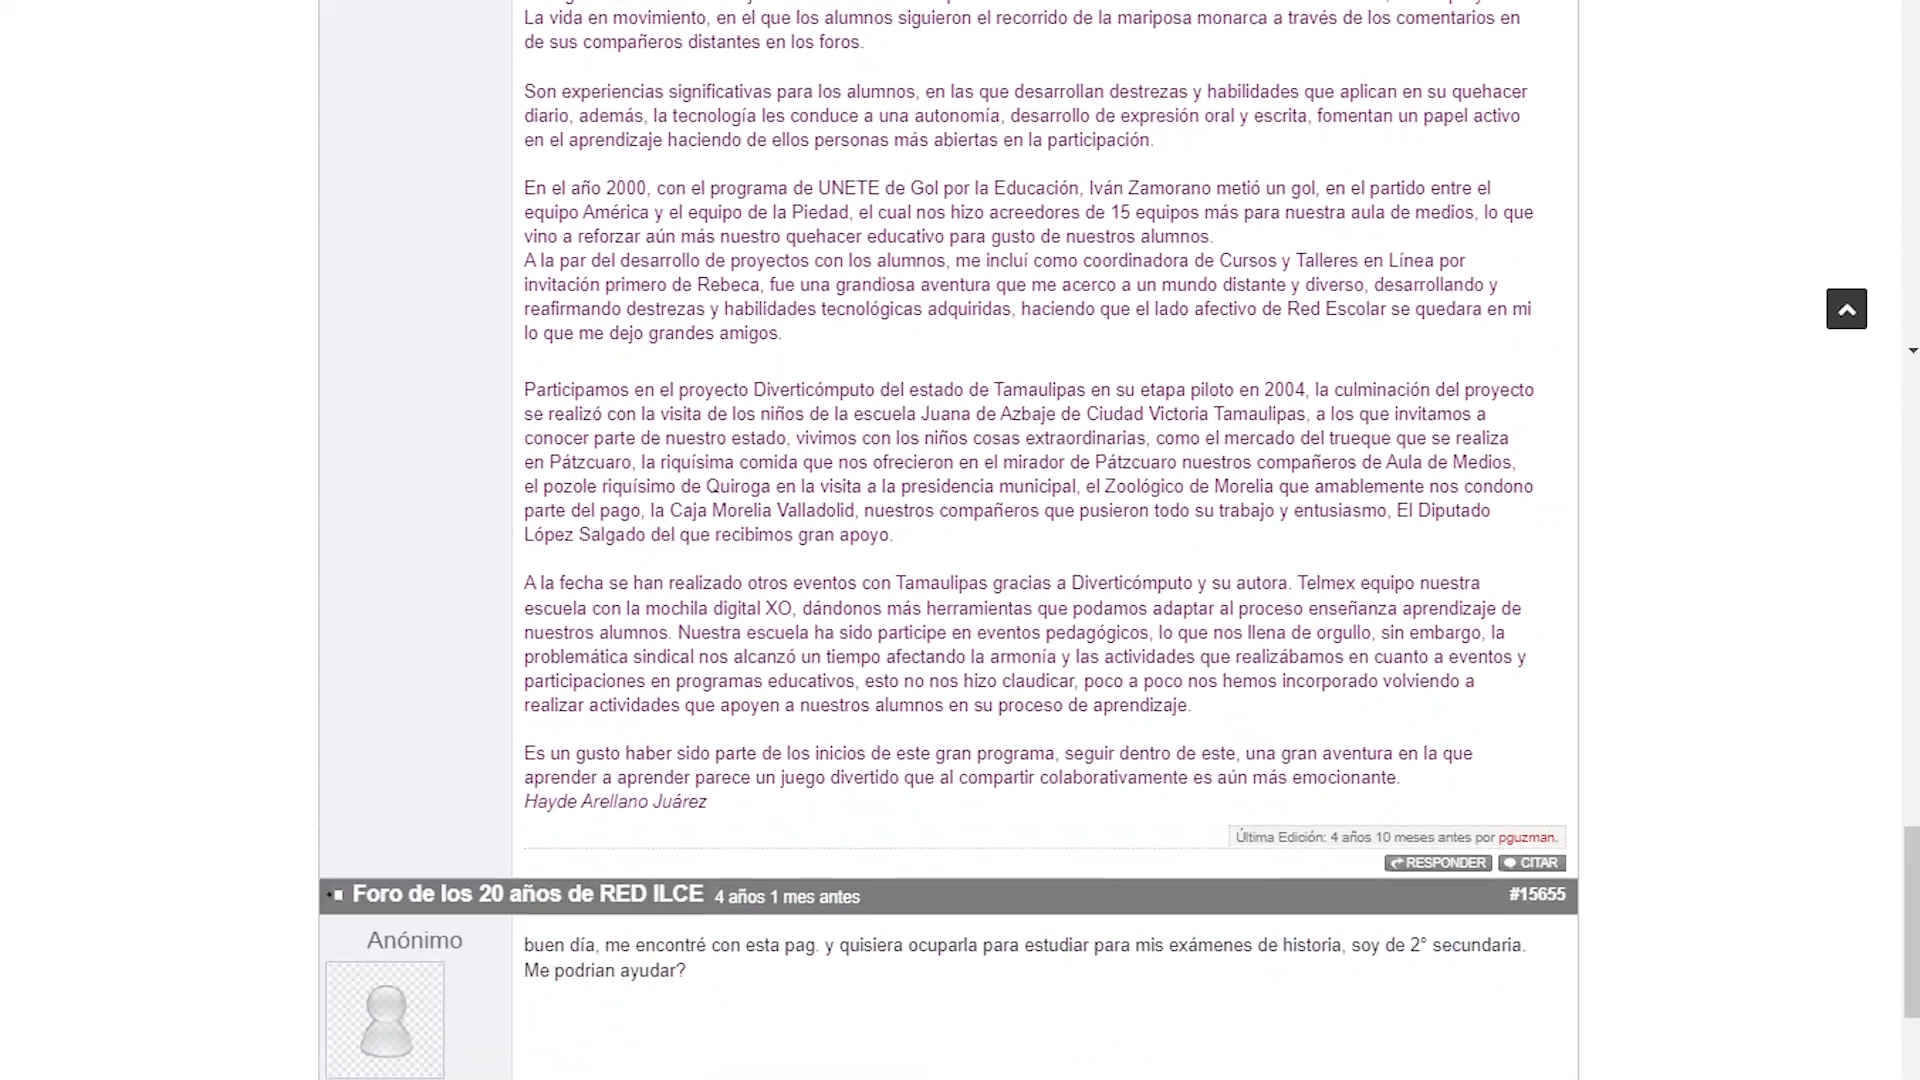 La vida en movimiento, en el que los alumnos siguieron el recorrido de la mariposa monarca a través de los comentarios en
de sus compañeros distantes en los foros.
Son experiencias significativas para los alumnos, en las que desarrollan destrezas y habilidades que aplican en su quehacer
diario, además, la tecnología les conduce a una autonomía, desarrollo de expresión oral y escrita, fomentan un papel activo
en el aprendizaje haciendo de ellos personas más abiertas en la participación.
En el año 2000, con el programa de UNETE de Gol por la Educación, Iván Zamorano metió un gol, en el partido entre el
equipo América y el equipo de la Piedad, el cual nos hizo acreedores de 15 equipos más para nuestra aula de medios, lo que
vino a reforzar aún más nuestro quehacer educativo para gusto de nuestros alumnos.
A la par del desarrollo de proyectos con los alumnos, me incluí como coordinadora de Cursos y Talleres en Línea por
invitación primero de Rebeca, fue una grandiosa aventura que me acerco a un mundo distante y diverso, desarrollando y
reafirmando destrezas y habilidades tecnológicas adquiridas, haciendo que el lado afectivo de Red Escolar se quedara en mi
lo que me dejo grandes amigos.
Participamos en el proyecto Diverticómputo del estado de Tamaulipas en su etapa piloto en 2004, la culminación del proyecto
se realizó con la visita de los niños de la escuela Juana de Azbaje de Ciudad Victoria Tamaulipas, a los que invitamos a
conocer parte de nuestro estado, vivimos con los niños cosas extraordinarias, como el mercado del trueque que se realiza
en Pátzcuaro, la riquísima comida que nos ofrecieron en el mirador de Pátzcuaro nuestros compañeros de Aula de Medios,
el pozole riquísimo de Quiroga en la visita a la presidencia municipal, el Zoológico de Morelia que amablemente nos condono
parte del pago, la Caja Morelia Valladolid, nuestros compañeros que pusieron todo su trabajo y entusiasmo, El Diputado
López Salgado del que recibimos gran apoyo.
A la fecha se han realizado otros eventos con Tamaulipas gracias a Diverticómputo y su autora. Telmex equipo nuestra
escuela con la mochila digital XO, dándonos más herramientas que podamos adaptar al proceso enseñanza aprendizaje de
nuestros alumnos. Nuestra escuela ha sido participe en eventos pedagógicos, lo que nos llena de orgullo, sin embargo, la
problemática sindical nos alcanzó un tiempo afectando la armonía y las actividades que realizábamos en cuanto a eventos y
participaciones en programas educativos, esto no nos hizo claudicar, poco a poco nos hemos incorporado volviendo a
realizar actividades que apoyen a nuestros alumnos en su proceso de aprendizaje.
Es un gusto haber sido parte de los inicios de este gran programa, seguir dentro de este, una gran aventura en la que
aprender a aprender parece un juego divertido que al compartir colaborativamente es aún más emocionante.
Hayde Arellano Juárez
Última Edición: 4 años 10 meses antes por pguzman.
RESPONDER CITAR
Foro de los 20 años de RED ILCE 4 años 1 mes antes #15655
Anónimo
buen día, me encontré con esta pag. y quisiera ocuparla para estudiar para mis exámenes de historia, soy de 2° secundaria.
Me podrian ayudar?